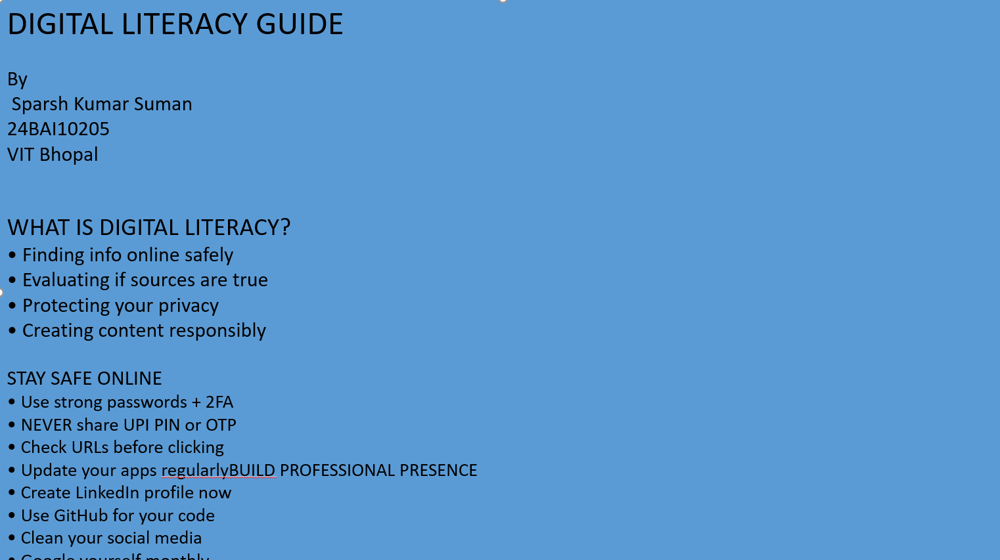 DIGITAL LITERACY GUIDE
By
Sparsh Kumar Suman
24BAI10205
VIT Bhopal
WHAT IS DIGITAL LITERACY?
• Finding info online safely
• Evaluating if sources are true
• Protecting your privacy
• Creating content responsibly
STAY SAFE ONLINE
• Use strong passwords + 2FA
• NEVER share UPI PIN or OTP
• Check URLs before clicking
• Update your apps regularlyBUILD PROFESSIONAL PRESENCE
• Create LinkedIn profile now
• Use GitHub for your code
• Clean your social media
• Google yourself monthly